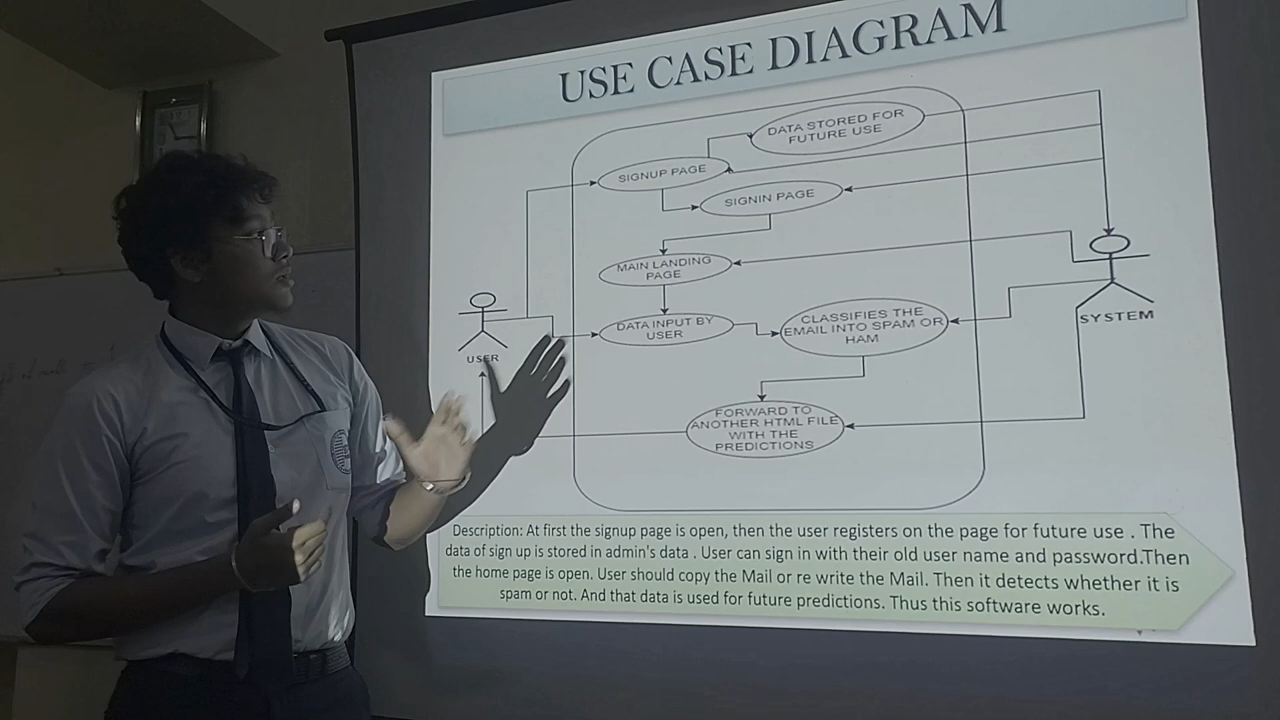 USE CASE DIAGRAM
DATA STORED FOR
FUTURE USE
SIGNUP PAGE
SIGNIN PAGE
MAIN LANDING
PAGE
DATA INPUT BY
USER
CLASSIFIES THE
EMAIL INTO SPAM OR
HAM
USER
SYSTEM
FORWARD TO
ANOTHER HTML FILE
WITH THE
PREDICTIONS
Description: At first the signup page is open, then the user registers on the page for future use . The
data of sign up is stored in admin's data . User can sign in with their old user name and password.Then
the home page is open. User should copy the Mail or re write the Mail. Then it detects whether it is
spam or not. And that data is used for future predictions. Thus this software works.